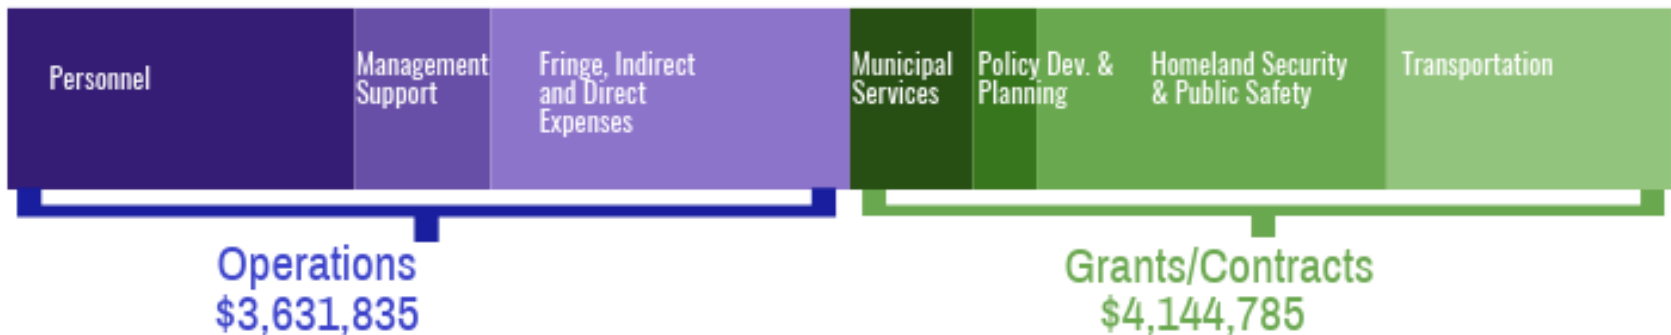 Personnel
Management
Support
Fringe, Indirect
and Direct
Expenses
Municipal
Services
Policy Dev. &
Planning
Homeland Security
& Public Safety
Transportation
Operations
$3,631,835
Grants/Contracts
$4,144,785